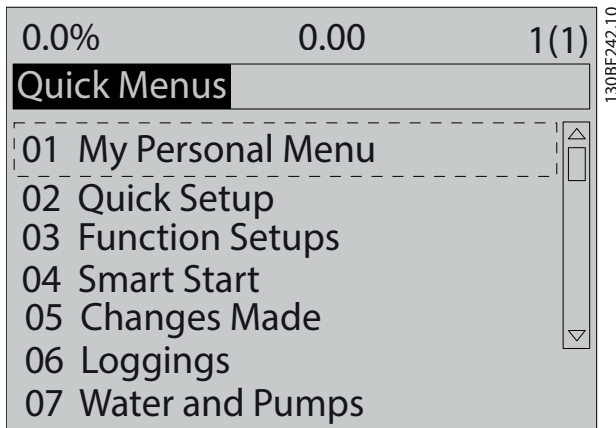 0.0% 0.00 1(1)
Quick Menus
01 My Personal Menu
02 Quick Setup
03 Function Setups
04 Smart Start
05 Changes Made
06 Loggings
07 Water and Pumps
130BF242.10